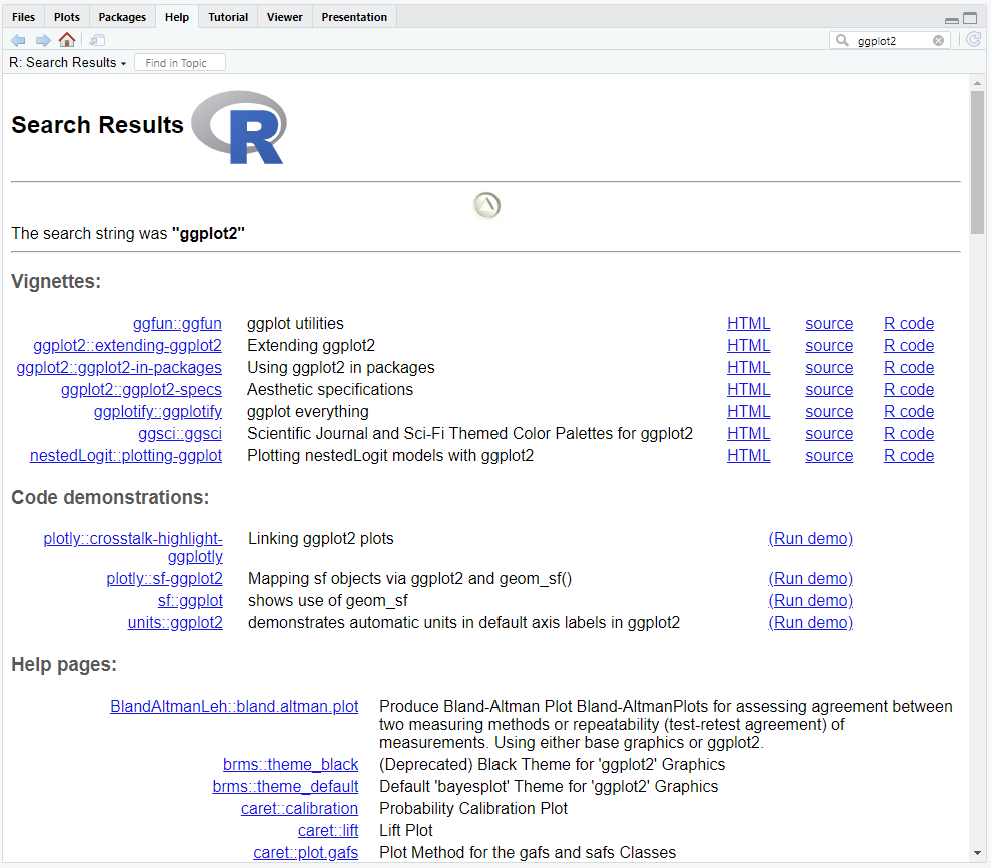 Files Plots Packages Help Tutorial Viewer Presentation
ggplot2
R: Search Results Find in Topic
Search Results R
The search string was "ggplot2"
Vignettes:
ggfun::ggfun ggplot utilities HTML source R code
ggplot2::extending-ggplot2 Extending ggplot2 HTML source R code
ggplot2::ggplot2-in-packages Using ggplot2 in packages HTML source R code
ggplot2::ggplot2-specs Aesthetic specifications HTML source R code
ggplotify::ggplotify ggplot everything HTML source R code
ggsci::ggsci Scientific Journal and Sci-Fi Themed Color Palettes for ggplot2 HTML source R code
nestedLogit::plotting-ggplot Plotting nestedLogit models with ggplot2 HTML source R code
Code demonstrations:
plotly::crosstalk-highlight- Linking ggplot2 plots (Run demo)
ggplotly
plotly::sf-ggplot2 Mapping sf objects via ggplot2 and geom_sf() (Run demo)
sf::ggplot shows use of geom_sf (Run demo)
units::ggplot2 demonstrates automatic units in default axis labels in ggplot2 (Run demo)
Help pages:
BlandAltmanLeh::bland.altman.plot Produce Bland-Altman Plot Bland-AltmanPlots for assessing agreement between
two measuring methods or repeatability (test-retest agreement) of
measurements. Using either base graphics or ggplot2.
brms::theme_black (Deprecated) Black Theme for 'ggplot2' Graphics
brms::theme_default Default 'bayesplot' Theme for 'ggplot2' Graphics
caret::calibration Probability Calibration Plot
caret::lift Lift Plot
caret::plot.gafs Plot Method for the gafs and safs Classes